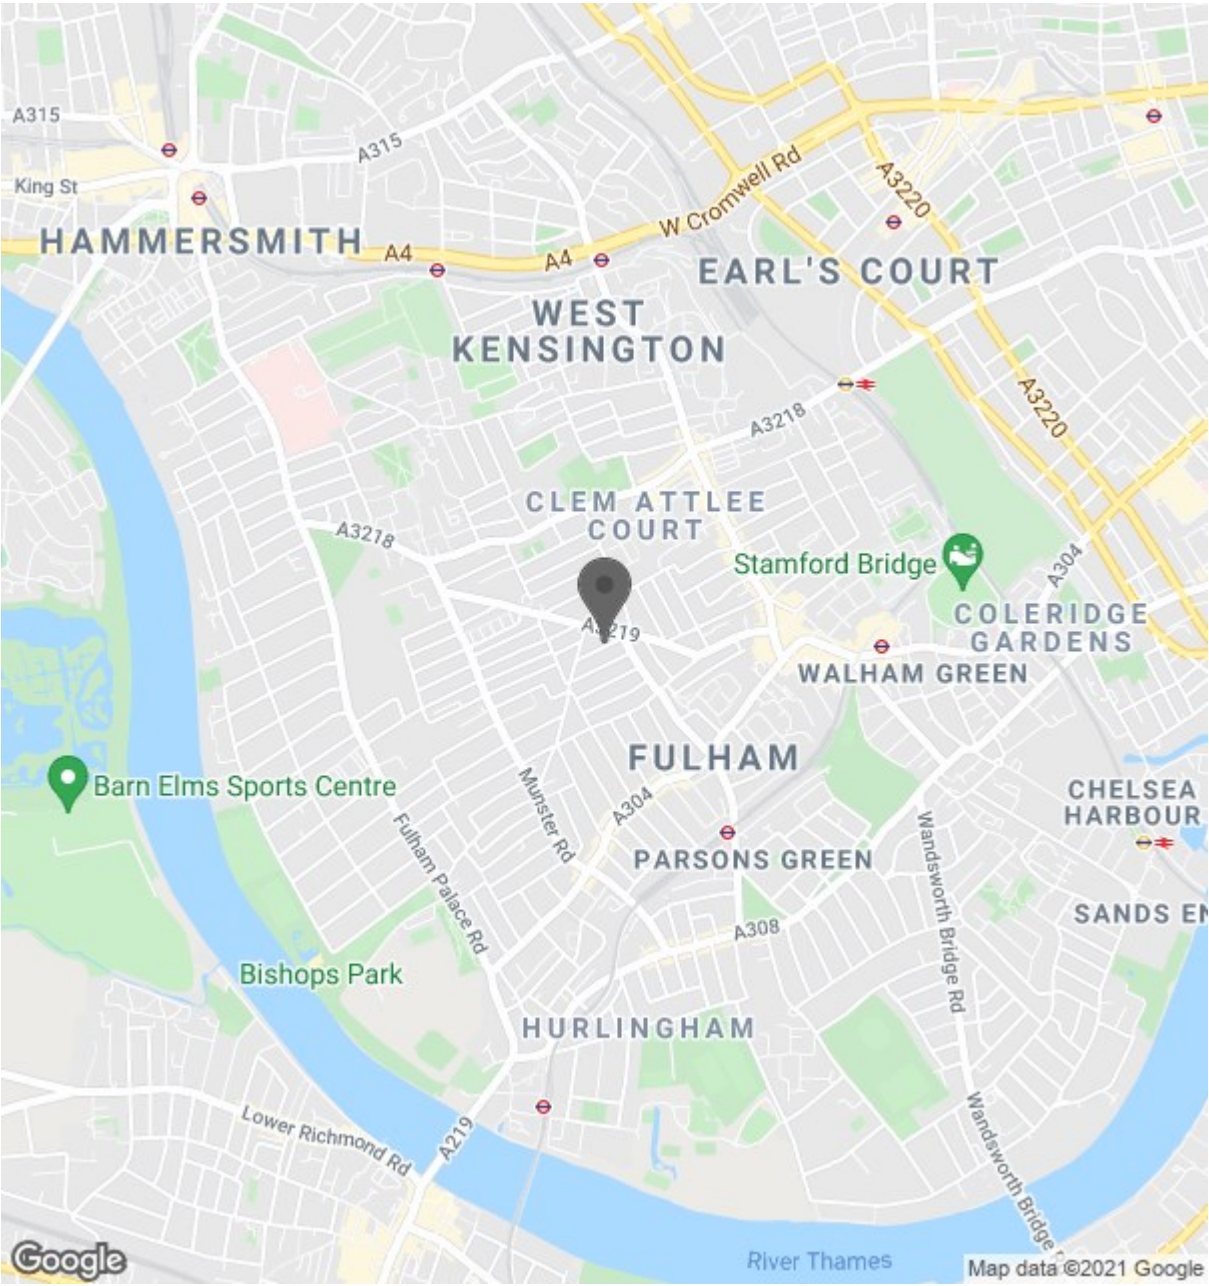 A315
A315
King St
W Cromwell Rd
A3220
HAMMERSMITH
A4
A4
EARL'S COURT
WEST
KENSINGTON
A3220
A3218
CLEM ATTLEE
COURT
A3218
Stamford Bridge
A304
COLERIDGE
GARDENS
A3219
WALHAM GREEN
FULHAM
Barn Elms Sports Centre
Munster Rd
A304
CHELSEA
HARBOUR
Fulham Palace Rd
PARSONS GREEN
Wandsworth Bridge Rd
SANDS EN
A308
Bishops Park
HURLINGHAM
Lower Richmond Rd
A219
Wandsworth Bridge R
River Thames
Google
Map data ©2021 Google